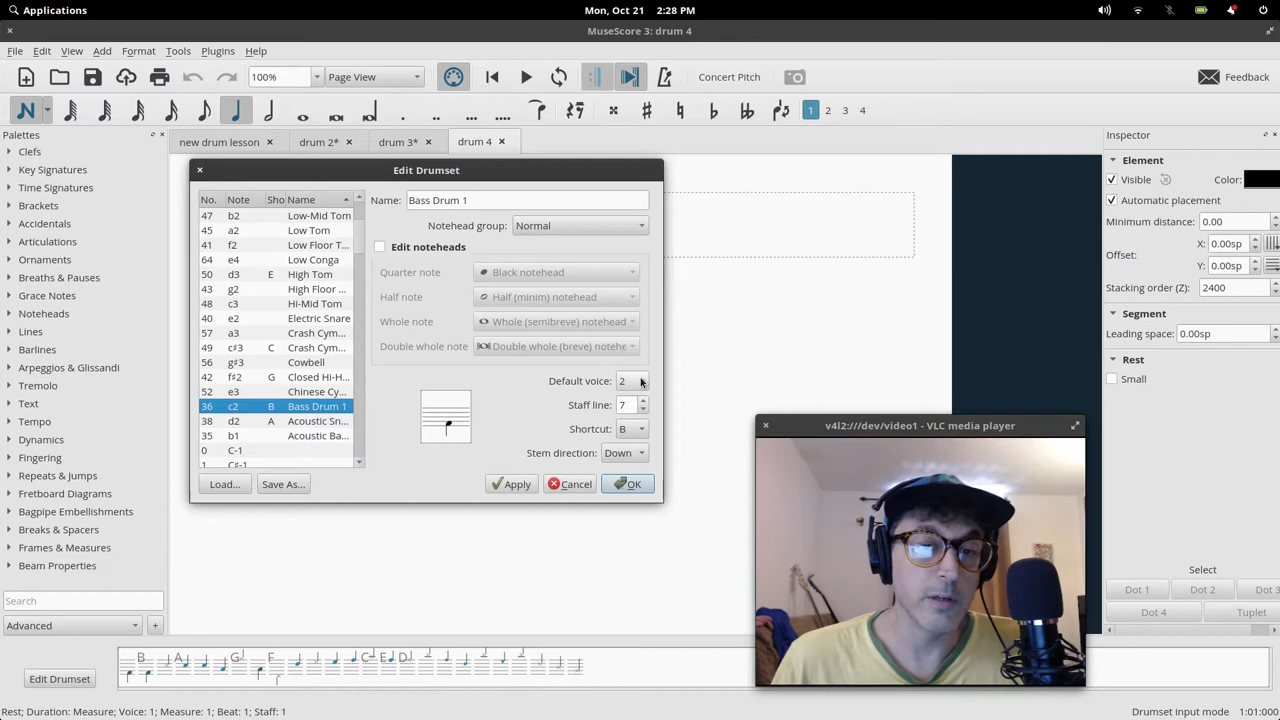 Applications
Mon, Oct 21 2:28 PM
MuseScore 3: drum 4
File Edit View Add Format Tools Plugins Help
100% Page View Concert Pitch Feedback
1 2 3 4
Palettes
new drum lesson drum 2* drum 3* drum 4
Inspector
Clefs
Key Signatures
Time Signatures
Brackets
Accidentals
Articulations
Ornaments
Breaths & Pauses
Grace Notes
Noteheads
Lines
Barlines
Arpeggios & Glissandi
Tremolo
Text
Tempo
Dynamics
Fingering
Repeats & Jumps
Fretboard Diagrams
Bagpipe Embellishments
Breaks & Spacers
Frames & Measures
Beam Properties
Search
Advanced +
Edit Drumset
No. Note Sho Name
47 b2 Low-Mid Tom
45 a2 Low Tom
41 f2 Low Floor T...
64 e4 Low Conga
50 d3 E High Tom
43 g2 High Floor ...
48 c3 Hi-Mid Tom
40 e2 Electric Snare
57 a3 Crash Cym...
49 c♯3 C Crash Cym...
56 g♯3 Cowbell
42 f♯2 G Closed Hi-H...
52 e3 Chinese Cy...
36 c2 B Bass Drum 1
38 d2 A Acoustic Sn...
35 b1 Acoustic Ba...
0 C-1
1 C♯-1
Load... Save As...
Name: Bass Drum 1
Notehead group: Normal
Edit noteheads
Quarter note Black notehead
Half note Half (minim) notehead
Whole note Whole (semibreve) notehead
Double whole note Double whole (breve) notehe
Default voice: 2
Staff line: 7
Shortcut: B
Stem direction: Down
Apply Cancel OK
Element
Visible Color:
Automatic placement
Minimum distance: 0.00
X: 0.00sp
Offset:
Y: 0.00sp
Stacking order (Z): 2400
Segment
Leading space: 0.00sp
Rest
Small
v4l2:///dev/video1 - VLC media player
Select
Dot 1 Dot 2 Dot 3
Dot 4 Tuplet
Edit Drumset
B A G F C E D
Rest; Duration: Measure; Voice: 1; Measure: 1; Beat: 1; Staff: 1
Drumset input mode 1:01:000